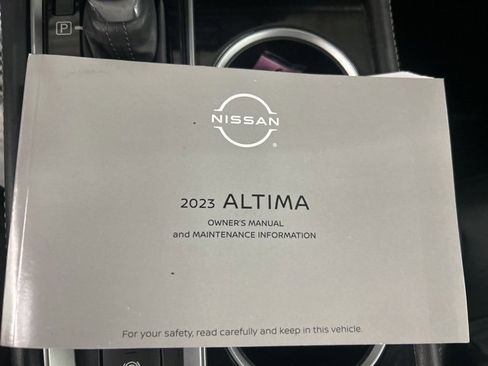 P
NISSAN
®
2023 ALTIMA
OWNER'S MANUAL
and MAINTENANCE INFORMATION
For your safety, read carefully and keep in this vehicle.